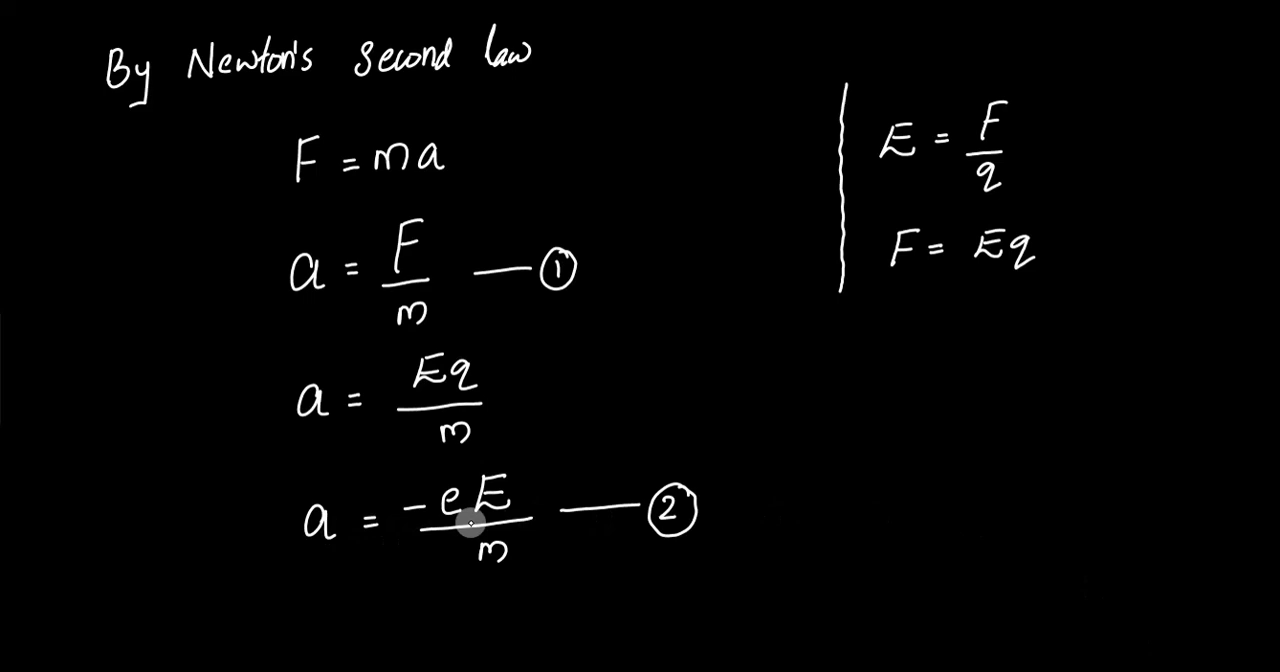 By Newton's second law
F = ma
a = F/m — ①
a = Eq/m
a = -eE/m — ②
E = F/q
F = Eq